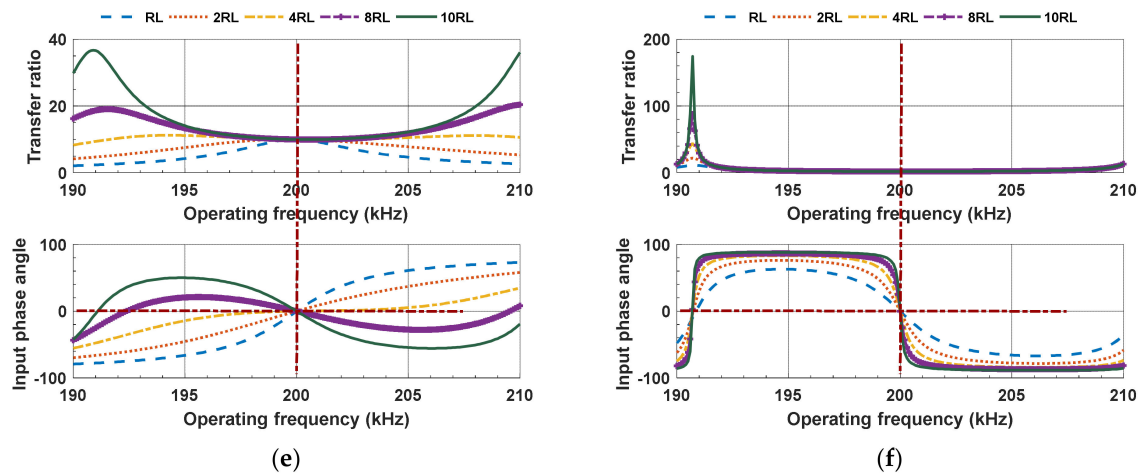 RL 2RL 4RL 8RL 10RL
40
20
0
Transfer ratio
190 195 200 205 210
Operating frequency (kHz)
100
0
-100
Input phase angle
190 195 200 205 210
Operating frequency (kHz)
(e)
RL 2RL 4RL 8RL 10RL
200
100
0
Transfer ratio
190 195 200 205 210
Operating frequency (kHz)
100
0
-100
Input phase angle
190 195 200 205 210
Operating frequency (kHz)
(f)